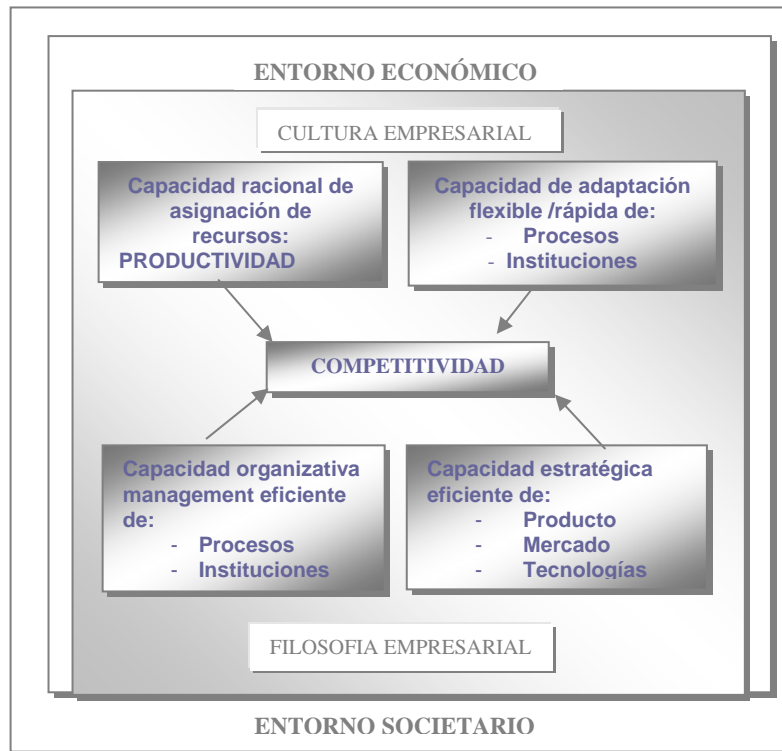 ENTORNO ECONÓMICO
CULTURA EMPRESARIAL
Capacidad racional de
asignación de
recursos:
PRODUCTIVIDAD
Capacidad de adaptación
flexible /rápida de:
- Procesos
- Instituciones
COMPETITIVIDAD
Capacidad organizativa
management eficiente
de:
- Procesos
- Instituciones
Capacidad estratégica
eficiente de:
- Producto
- Mercado
- Tecnologías
FILOSOFIA EMPRESARIAL
ENTORNO SOCIETARIO